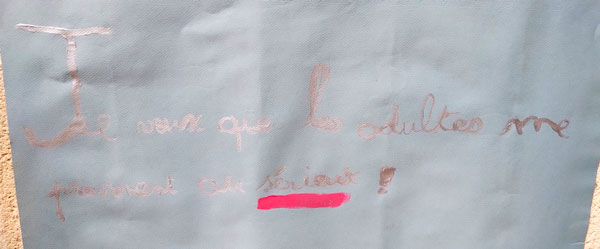 Je veux que les adultes me
prennent au sérieux !